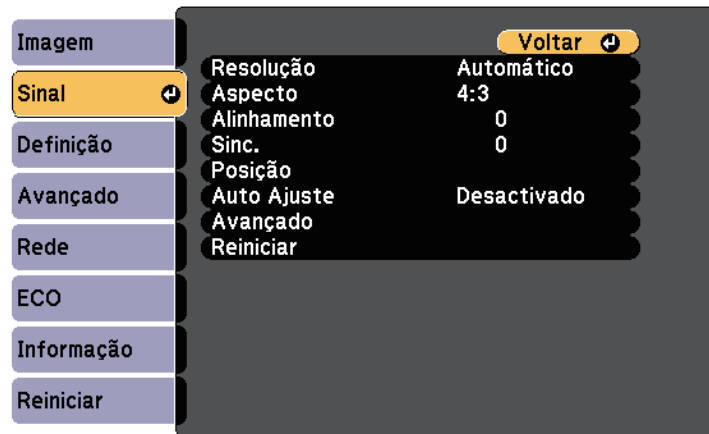 Imagem
Sinal
Definição
Avançado
Rede
ECO
Informação
Reiniciar
Voltar
Resolução Automático
Aspecto 4:3
Alinhamento 0
Sinc. 0
Posição
Auto Ajuste Desactivado
Avançado
Reiniciar